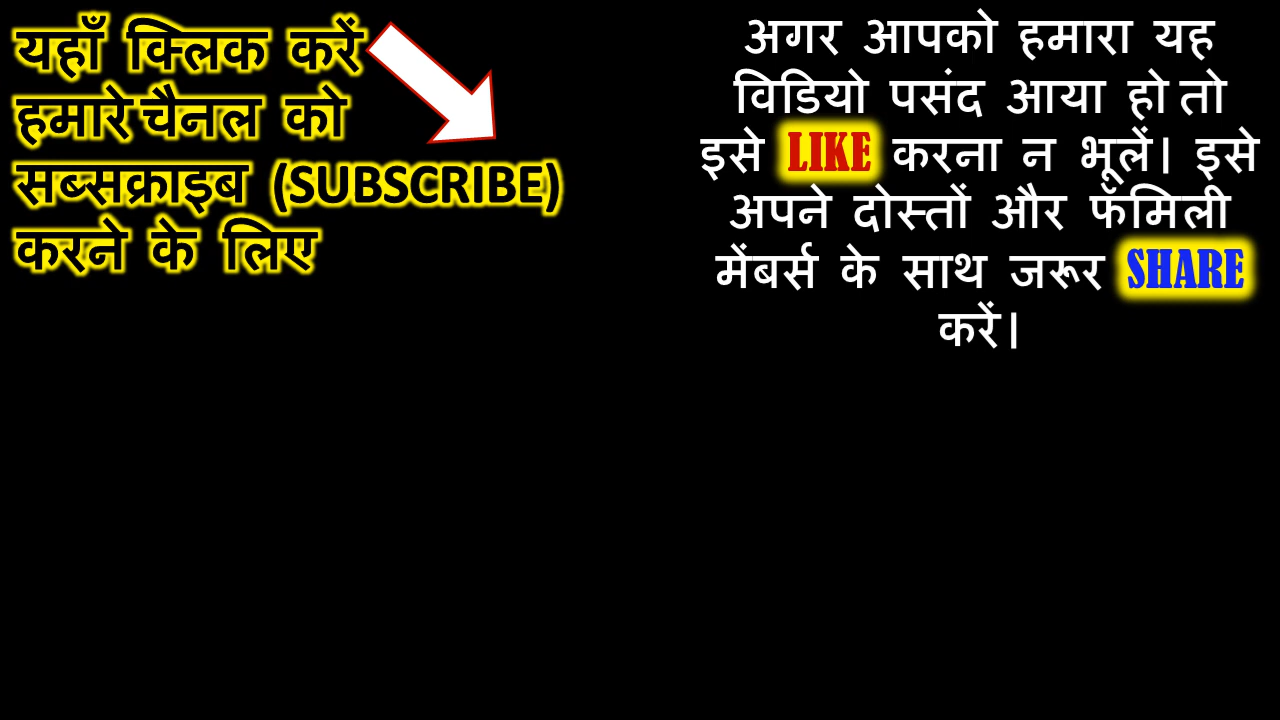 यहाँ क्लिक करें
हमारे चैनल को
सब्सक्राइब (SUBSCRIBE)
करने के लिए
अगर आपको हमारा यह
विडियो पसंद आया हो तो
इसे LIKE करना न भूलें। इसे
अपने दोस्तों और फॅमिली
मेंबर्स के साथ जरूर SHARE
करें।